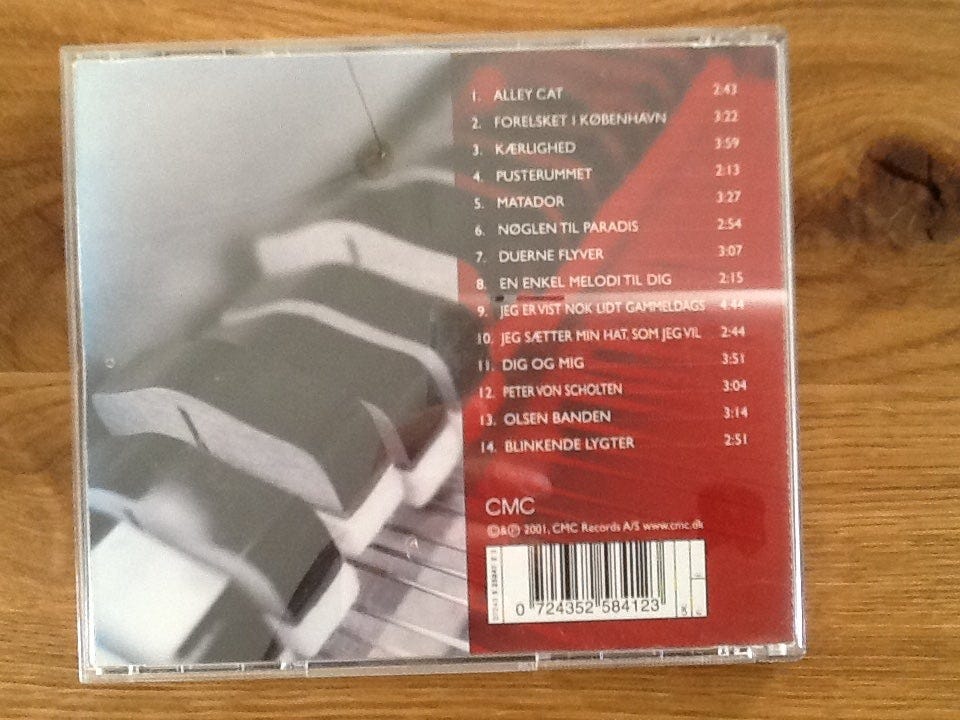 1. ALLEY CAT 2:43
2. FORELSKET I KØBENHAVN 3:22
3. KÆRLIGHED 3:59
4. PUSTERUMMET 2:13
5. MATADOR 3:27
6. NØGLEN TIL PARADIS 2:54
7. DUERNE FLYVER 3:07
8. EN ENKEL MELODI TIL DIG 2:15
9. JEG ER VIST NOK LIDT GAMMELDAGS 4:44
10. JEG SÆTTER MIN HAT, SOM JEG VIL 2:44
11. DIG OG MIG 3:51
12. PETER VON SCHOLTEN 3:04
13. OLSEN BANDEN 3:14
14. BLINKENDE LYGTER 2:51
CMC
©&℗ 2001, CMC Records A/S www.cmc.dk
0 724352 584123